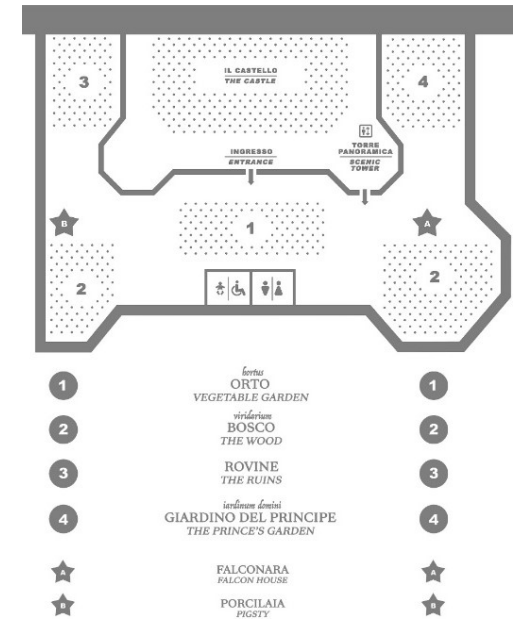 3
IL CASTELLO
THE CASTLE
4
INGRESSO
ENTRANCE
TORRE
PANORAMICA
SCENIC
TOWER
B
1
A
2
2
1
hortus
ORTO
VEGETABLE GARDEN
1
2
viridarium
BOSCO
THE WOOD
2
3
ROVINE
THE RUINS
3
4
iardinum domini
GIARDINO DEL PRINCIPE
THE PRINCE'S GARDEN
4
A
FALCONARA
FALCON HOUSE
A
B
PORCILAIA
PIGSTY
B